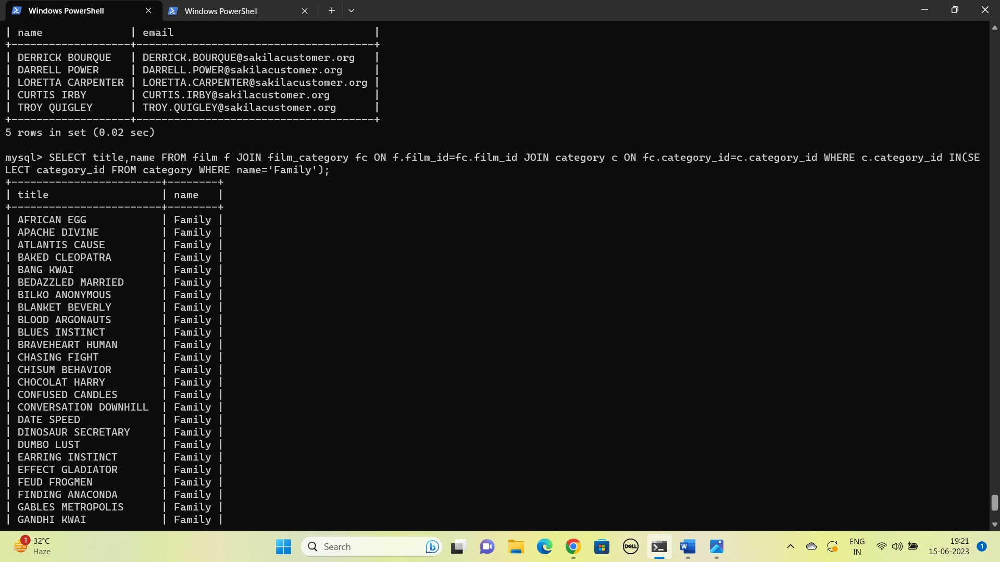 Windows PowerShell
Windows PowerShell
| name              | email                                |
+-------------------+--------------------------------------+
| DERRICK BOURQUE   | DERRICK.BOURQUE@sakilacustomer.org   |
| DARRELL POWER     | DARRELL.POWER@sakilacustomer.org     |
| LORETTA CARPENTER | LORETTA.CARPENTER@sakilacustomer.org |
| CURTIS IRBY       | CURTIS.IRBY@sakilacustomer.org       |
| TROY QUIGLEY      | TROY.QUIGLEY@sakilacustomer.org      |
+-------------------+--------------------------------------+
5 rows in set (0.02 sec)
mysql> SELECT title,name FROM film f JOIN film_category fc ON f.film_id=fc.film_id JOIN category c ON fc.category_id=c.category_id WHERE c.category_id IN(SE
LECT category_id FROM category WHERE name='Family');
+------------------------+--------+
| title                  | name   |
+------------------------+--------+
| AFRICAN EGG            | Family |
| APACHE DIVINE          | Family |
| ATLANTIS CAUSE         | Family |
| BAKED CLEOPATRA        | Family |
| BANG KWAI              | Family |
| BEDAZZLED MARRIED      | Family |
| BILKO ANONYMOUS        | Family |
| BLANKET BEVERLY        | Family |
| BLOOD ARGONAUTS        | Family |
| BLUES INSTINCT         | Family |
| BRAVEHEART HUMAN       | Family |
| CHASING FIGHT          | Family |
| CHISUM BEHAVIOR        | Family |
| CHOCOLAT HARRY         | Family |
| CONFUSED CANDLES       | Family |
| CONVERSATION DOWNHILL  | Family |
| DATE SPEED             | Family |
| DINOSAUR SECRETARY     | Family |
| DUMBO LUST             | Family |
| EARRING INSTINCT       | Family |
| EFFECT GLADIATOR       | Family |
| FEUD FROGMEN           | Family |
| FINDING ANACONDA       | Family |
| GABLES METROPOLIS      | Family |
| GANDHI KWAI            | Family |
1
32°C
Haze
Search
DELL
W
ENG
IN
19:21
15-06-2023
1